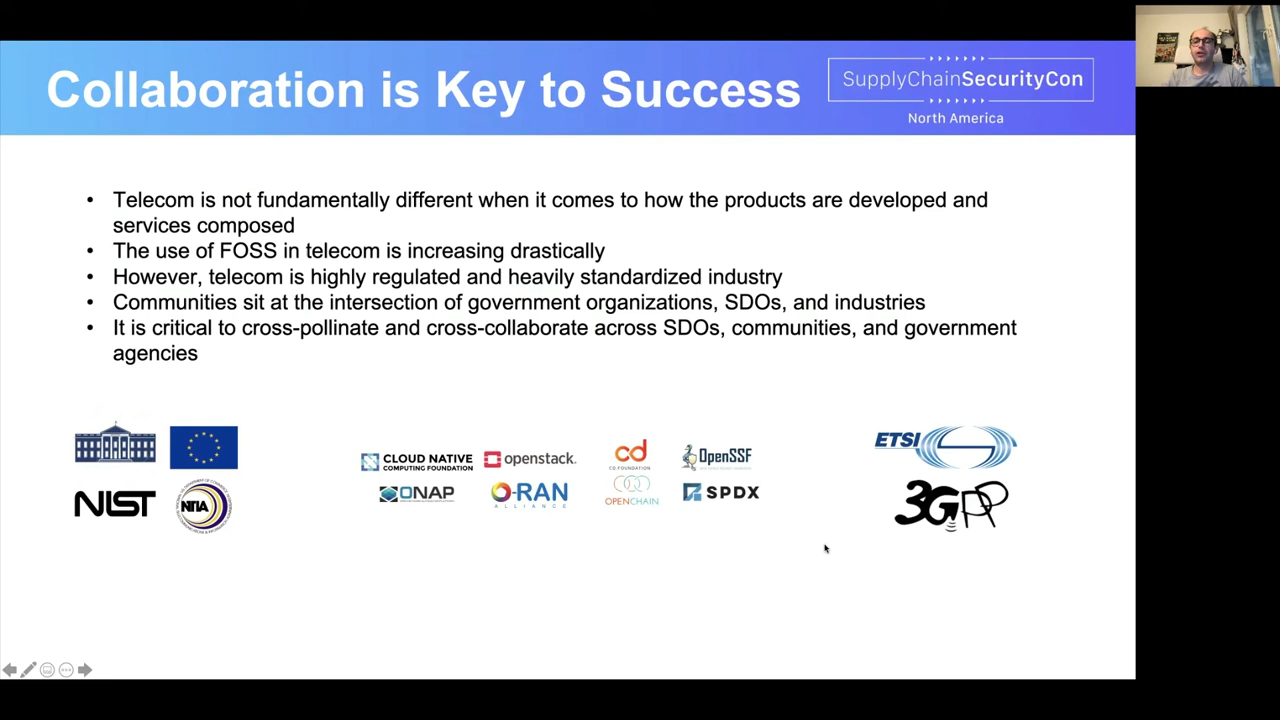 Collaboration is Key to Success
SupplyChainSecurityCon
North America
• Telecom is not fundamentally different when it comes to how the products are developed and
services composed
• The use of FOSS in telecom is increasing drastically
• However, telecom is highly regulated and heavily standardized industry
• Communities sit at the intersection of government organizations, SDOs, and industries
• It is critical to cross-pollinate and cross-collaborate across SDOs, communities, and government
agencies
NIST
NTIA
CLOUD NATIVE
COMPUTING FOUNDATION
openstack.
ONAP
O-RAN
ALLIANCE
cd
CD.FOUNDATION
OPENCHAIN
OpenSSF
SPDX
ETSI
3GPP